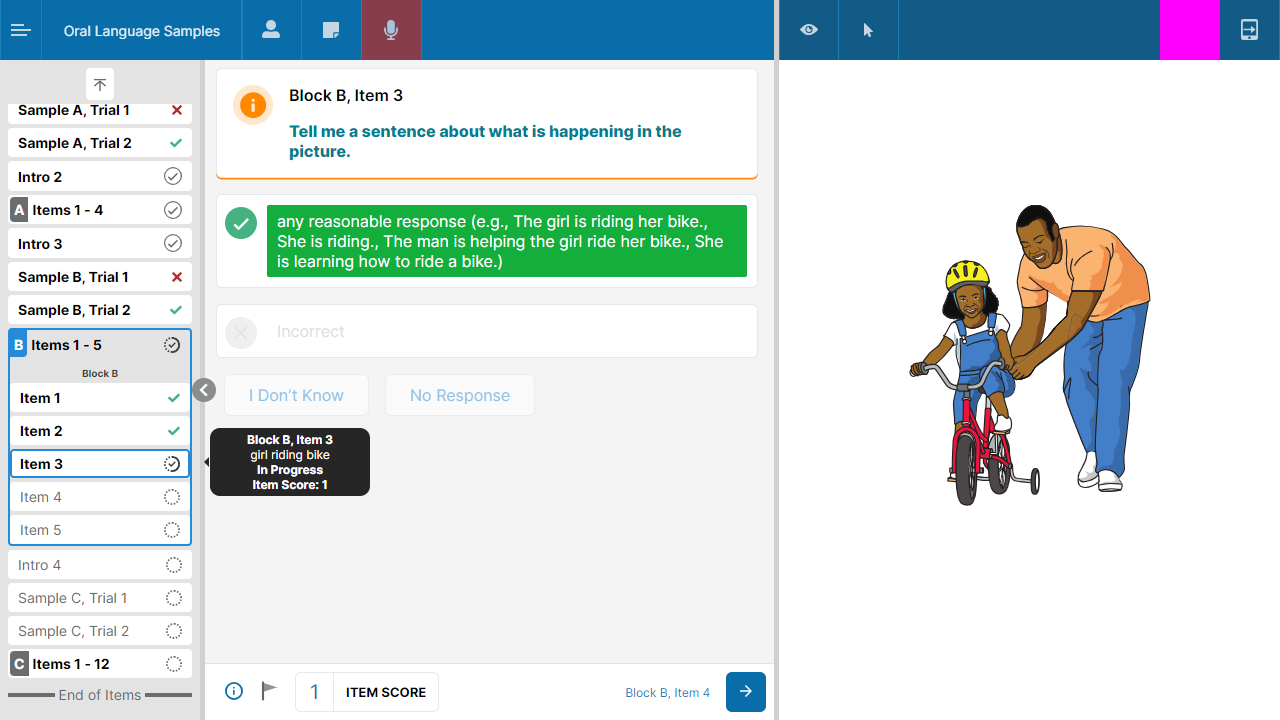 Oral Language Samples
Sample A, Trial 1
Sample A, Trial 2
Intro 2
A Items 1 - 4
Intro 3
Sample B, Trial 1
Sample B, Trial 2
B Items 1 - 5
Block B
Item 1
Item 2
Item 3
Item 4
Item 5
Intro 4
Sample C, Trial 1
Sample C, Trial 2
C Items 1 - 12
End of Items
Block B, Item 3
Tell me a sentence about what is happening in the
picture.
any reasonable response (e.g., The girl is riding her bike.,
She is riding., The man is helping the girl ride her bike., She
is learning how to ride a bike.)
Incorrect
I Don’t Know
No Response
Block B, Item 3
girl riding bike
In Progress
Item Score: 1
1 ITEM SCORE
Block B, Item 4